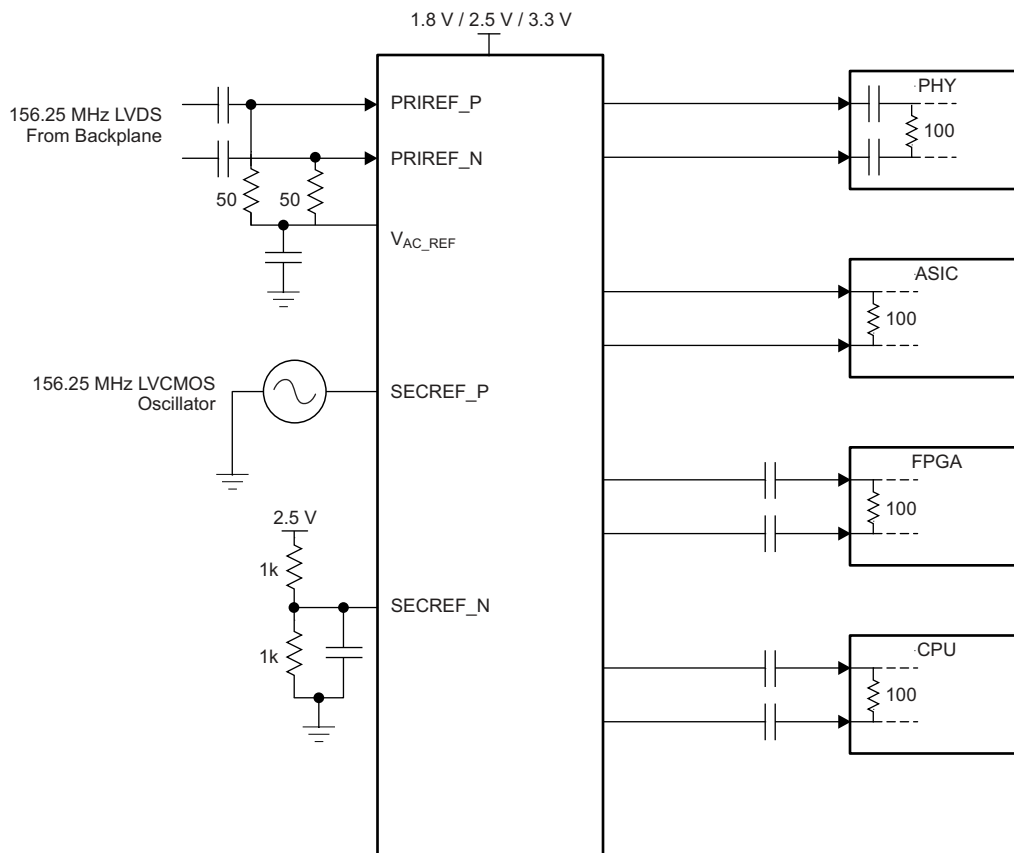 1.8 V / 2.5 V / 3.3 V
156.25 MHz LVDS
From Backplane
PRIREF_P
PRIREF_N
50
50
VAC_REF
156.25 MHz LVCMOS
Oscillator
SECREF_P
2.5 V
1k
SECREF_N
1k
PHY
100
ASIC
100
FPGA
100
CPU
100